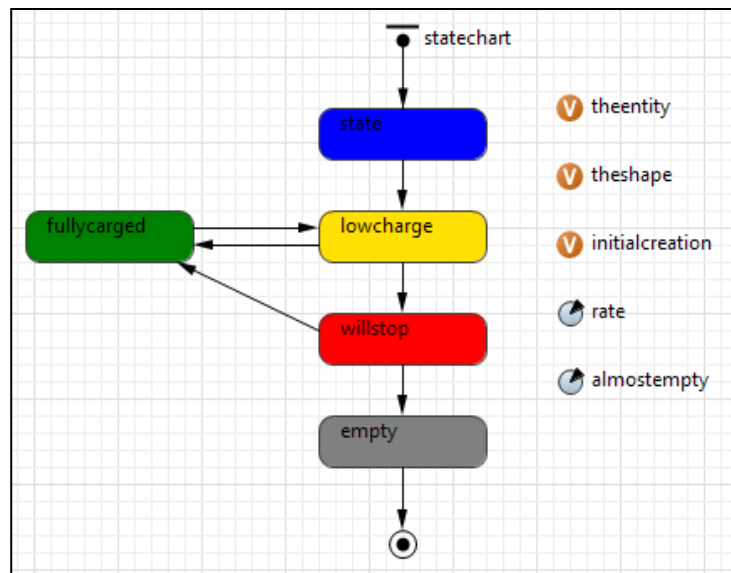 statechart
state
theentity
theshape
fullycarged
lowcharge
initialcreation
willstop
rate
almostempty
empty